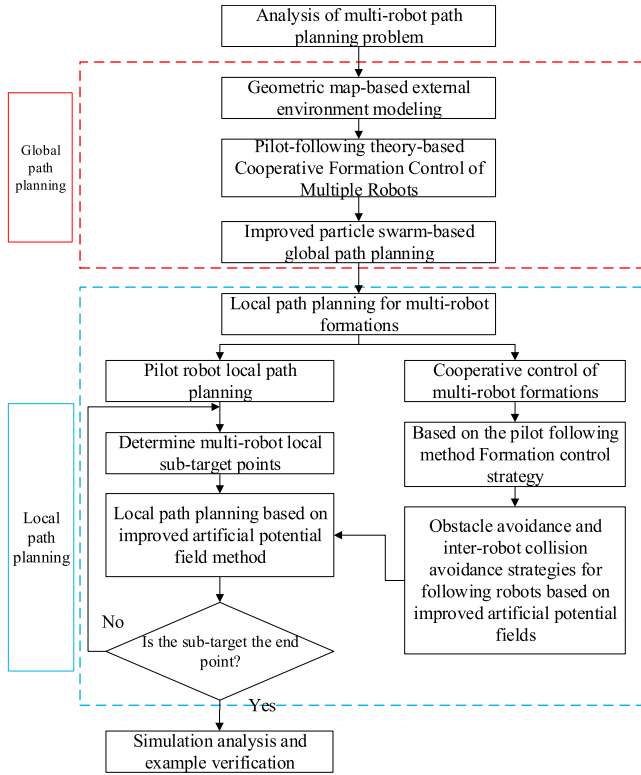 Analysis of multi-robot path
planning problem
Geometric map-based external
environment modeling
Global
path
planning
Pilot-following theory-based
Cooperative Formation Control of
Multiple Robots
Improved particle swarm-based
global path planning
Local path planning for multi-robot
formations
Pilot robot local path
planning
Cooperative control of
multi-robot formations
Determine multi-robot local
sub-target points
Based on the pilot following
method Formation control
strategy
Local
path
planning
Local path planning based on
improved artificial potential
field method
Obstacle avoidance and
inter-robot collision
avoidance strategies for
following robots based on
improved artificial potential
fields
No
Is the sub-target the end
point?
Yes
Simulation analysis and
example verification